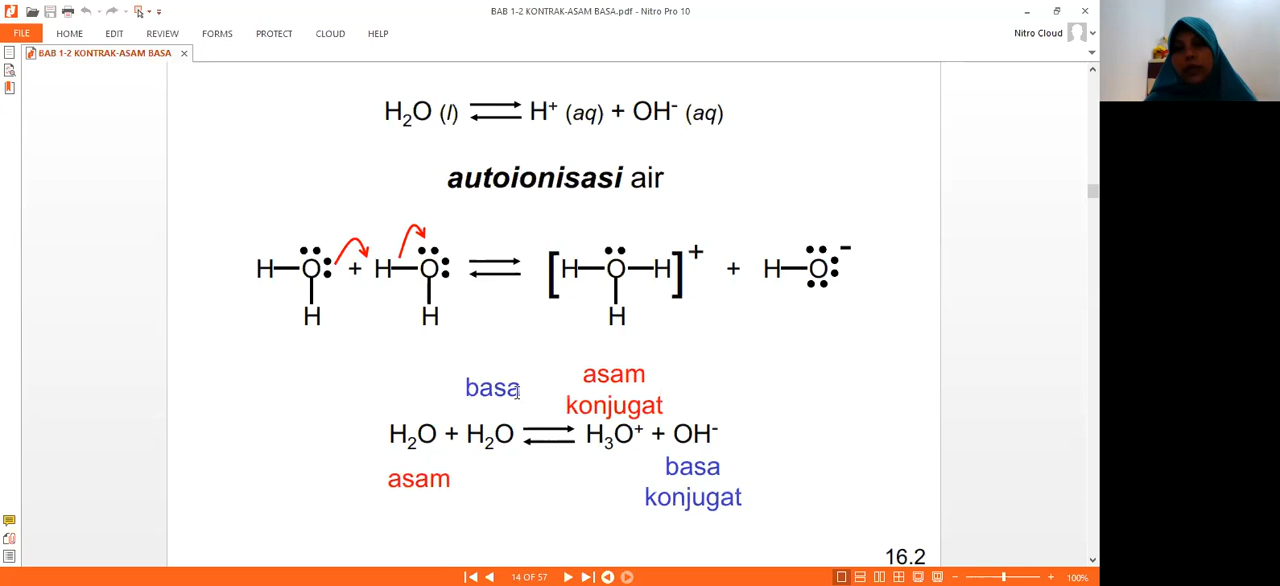 BAB 1-2 KONTRAK-ASAM BASA.pdf - Nitro Pro 10
FILE HOME EDIT REVIEW FORMS PROTECT CLOUD HELP
Nitro Cloud
BAB 1-2 KONTRAK-ASAM BASA
H₂O (l) ⇌ H⁺ (aq) + OH⁻ (aq)
autoionisasi air
H–O + H–O ⇌ [H–O–H]⁺ + H–O⁻
H H H
basa
asam
konjugat
H₂O + H₂O ⇌ H₃O⁺ + OH⁻
asam
basa
konjugat
16.2
14 OF 57
100%